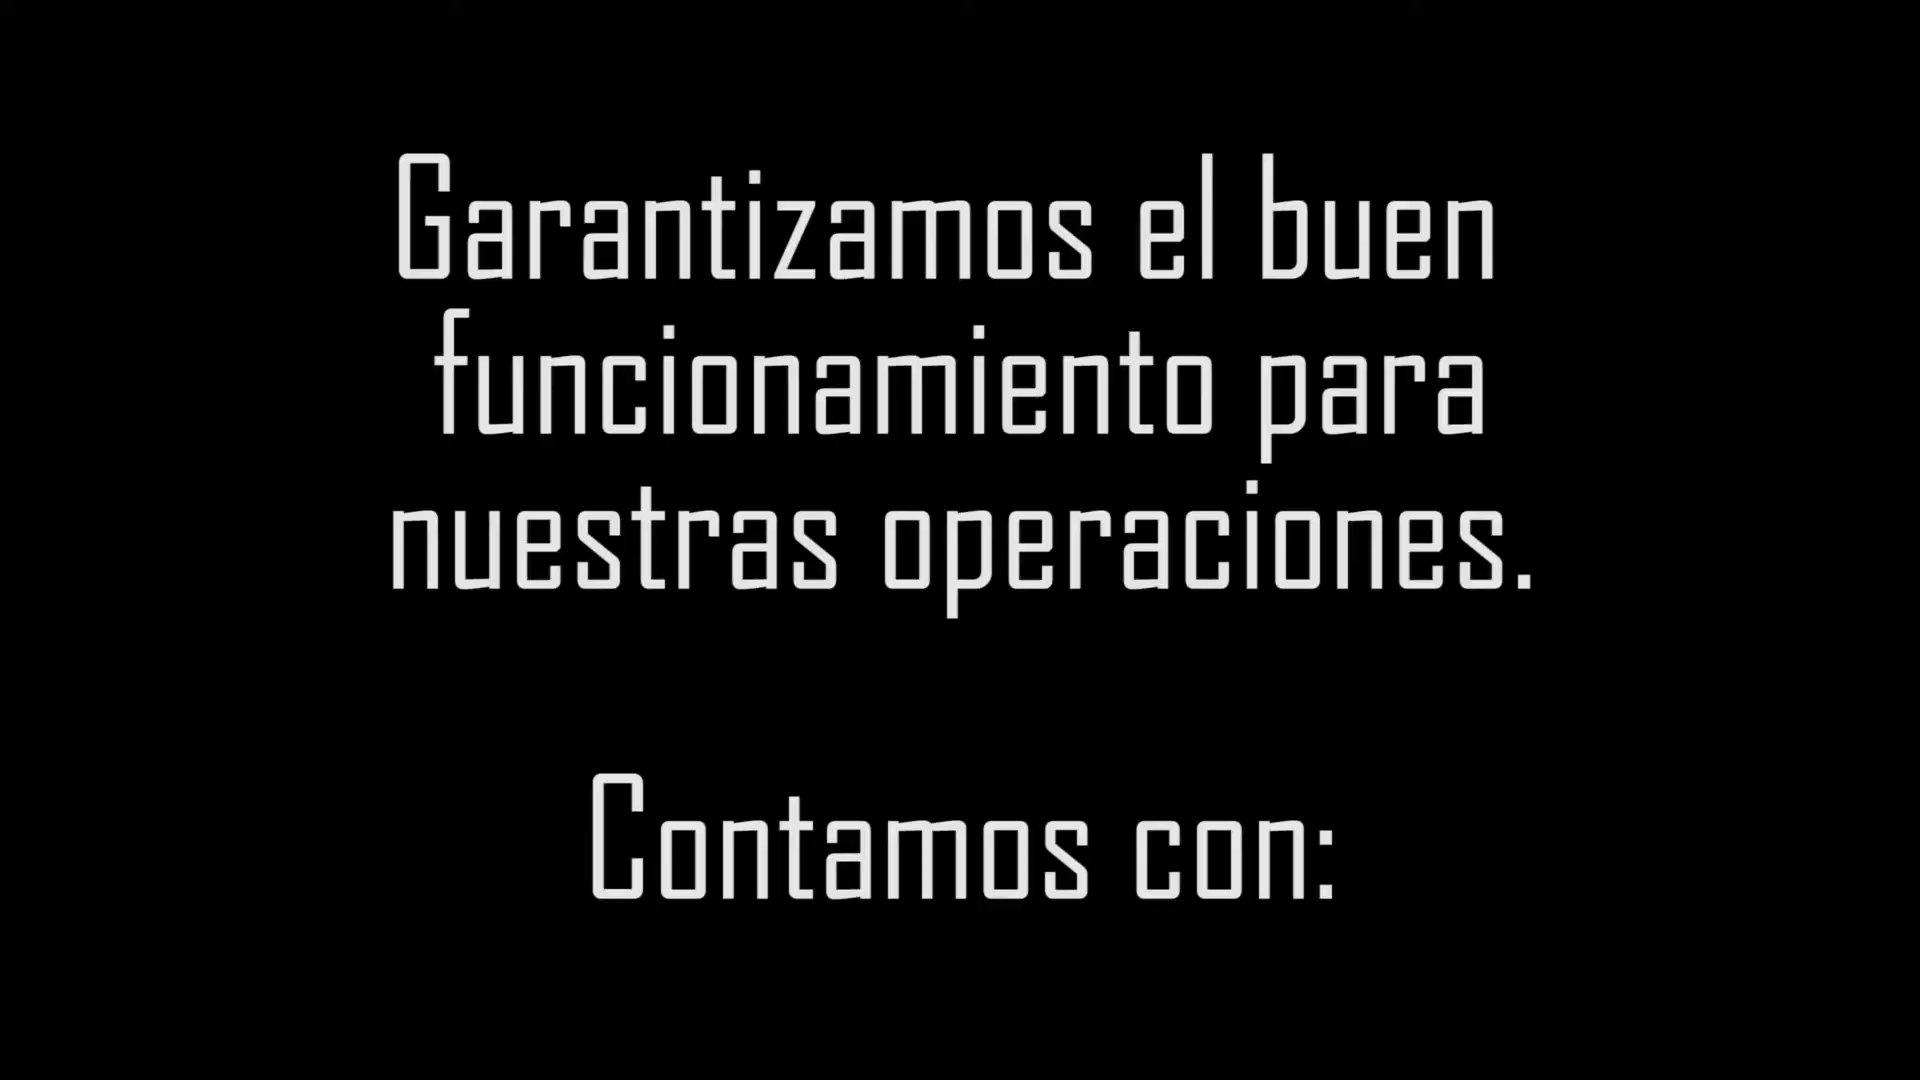 Garantizamos el buen
funcionamiento para
nuestras operaciones.
Contamos con: